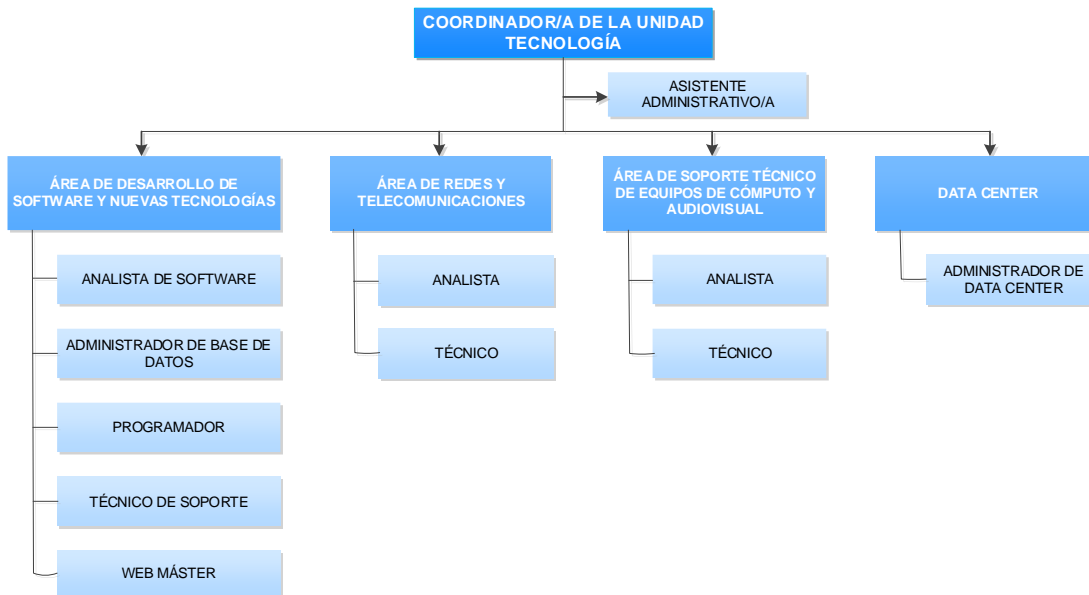 COORDINADOR/A DE LA UNIDAD
TECNOLOGÍA
ASISTENTE
ADMINISTRATIVO/A
ÁREA DE DESARROLLO DE
SOFTWARE Y NUEVAS TECNOLOGÍAS
ANALISTA DE SOFTWARE
ADMINISTRADOR DE BASE DE
DATOS
PROGRAMADOR
TÉCNICO DE SOPORTE
WEB MÁSTER
ÁREA DE REDES Y
TELECOMUNICACIONES
ANALISTA
TÉCNICO
ÁREA DE SOPORTE TÉCNICO
DE EQUIPOS DE CÓMPUTO Y
AUDIOVISUAL
ANALISTA
TÉCNICO
DATA CENTER
ADMINISTRADOR DE
DATA CENTER